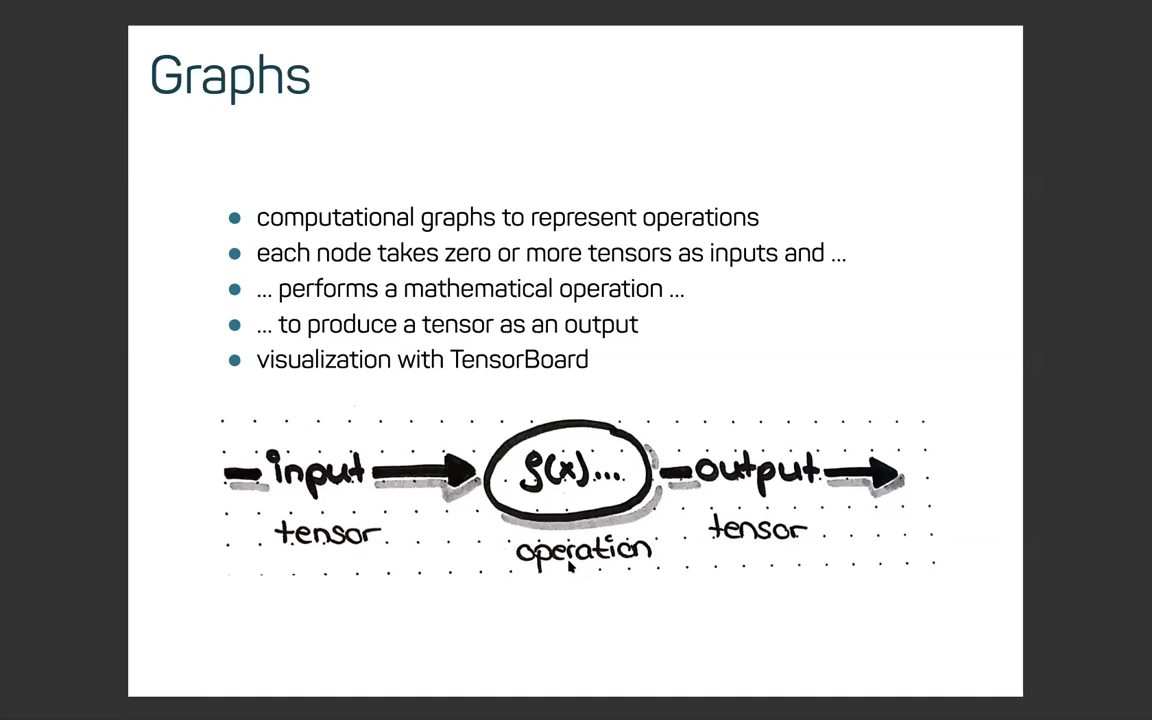 Graphs
● computational graphs to represent operations
● each node takes zero or more tensors as inputs and ...
● ... performs a mathematical operation ...
● ... to produce a tensor as an output
● visualization with TensorBoard
input f(x)... output
tensor operation tensor